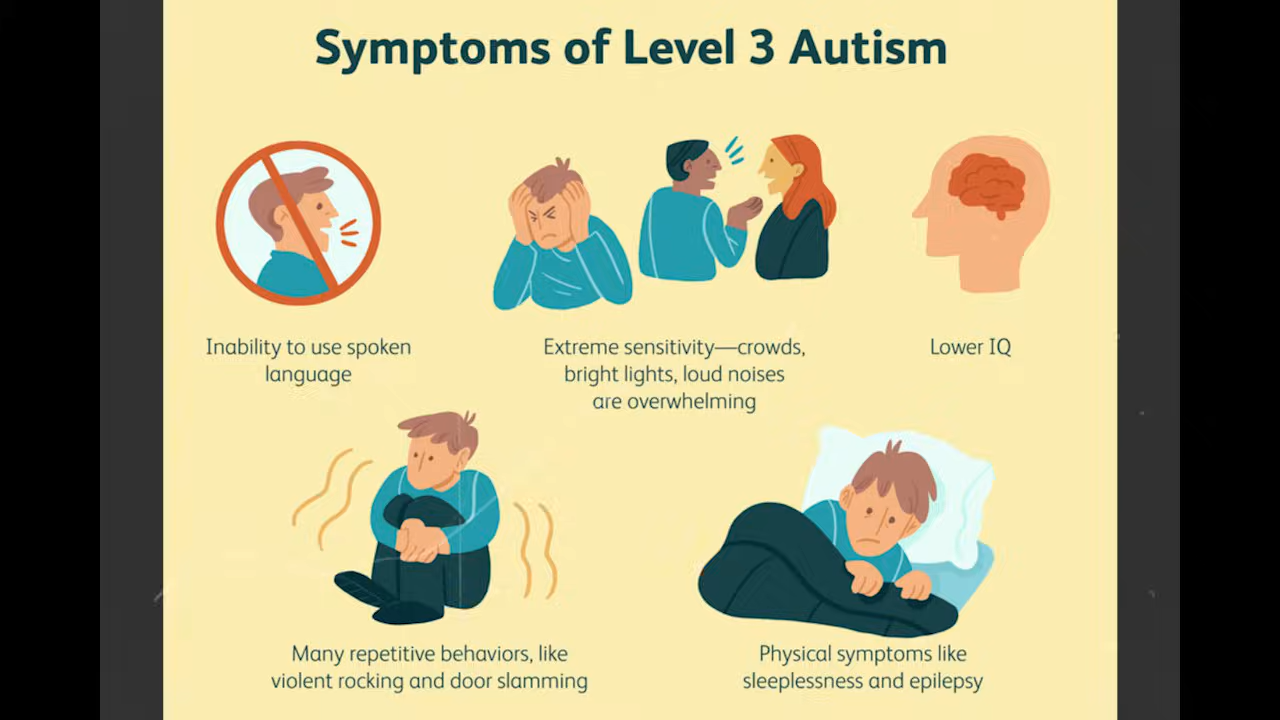 Symptoms of Level 3 Autism
Inability to use spoken
language
Extreme sensitivity—crowds,
bright lights, loud noises
are overwhelming
Lower IQ
Many repetitive behaviors, like
violent rocking and door slamming
Physical symptoms like
sleeplessness and epilepsy